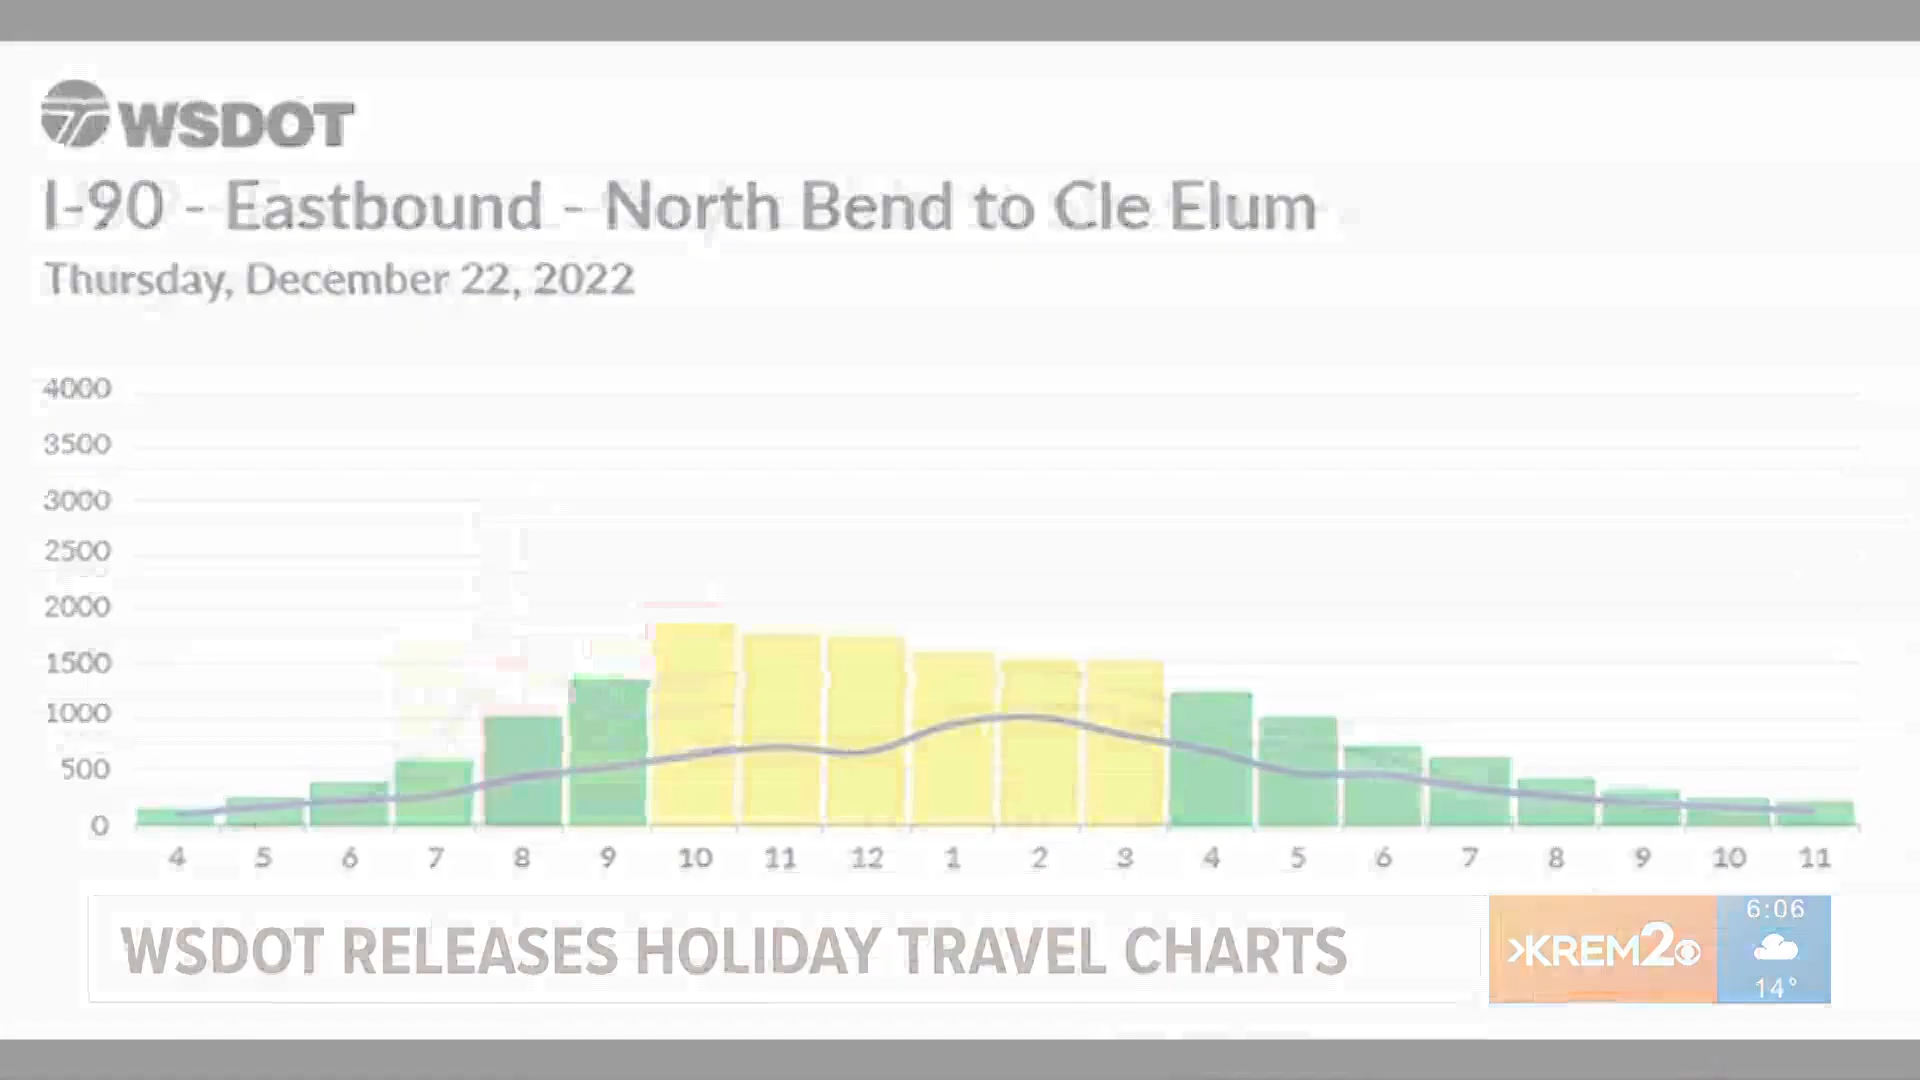 WSDOT
I-90 - Eastbound - North Bend to Cle Elum
Thursday, December 22, 2022
4000
3500
3000
2500
2000
1500
1000
500
0
4 5 6 7 8 9 10 11 12 1 2 3 4 5 6 7 8 9 10 11
WSDOT RELEASES HOLIDAY TRAVEL CHARTS
>KREM2
6:06
14°